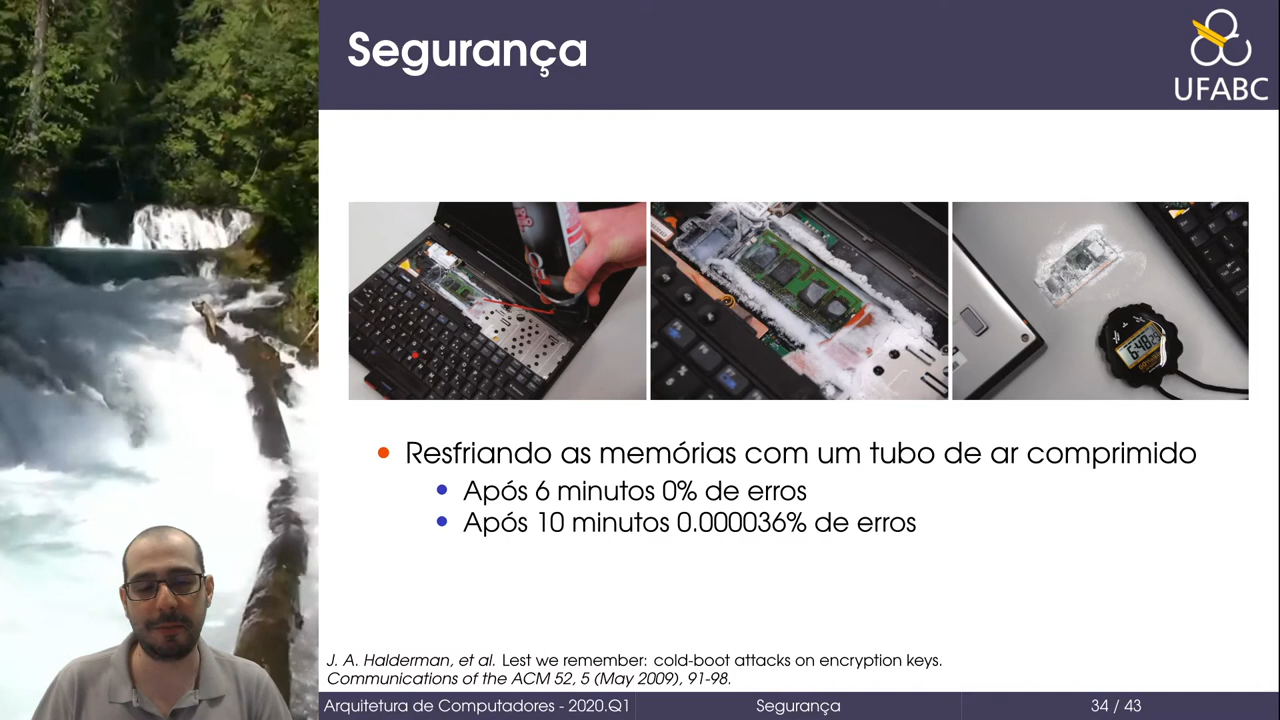 Segurança
UFABC
6:48
Resfriando as memórias com um tubo de ar comprimido
Após 6 minutos 0% de erros
Após 10 minutos 0.000036% de erros
J. A. Halderman, et al. Lest we remember: cold-boot attacks on encryption keys.
Communications of the ACM 52, 5 (May 2009), 91-98.
Arquitetura de Computadores - 2020.Q1 Segurança 34 / 43